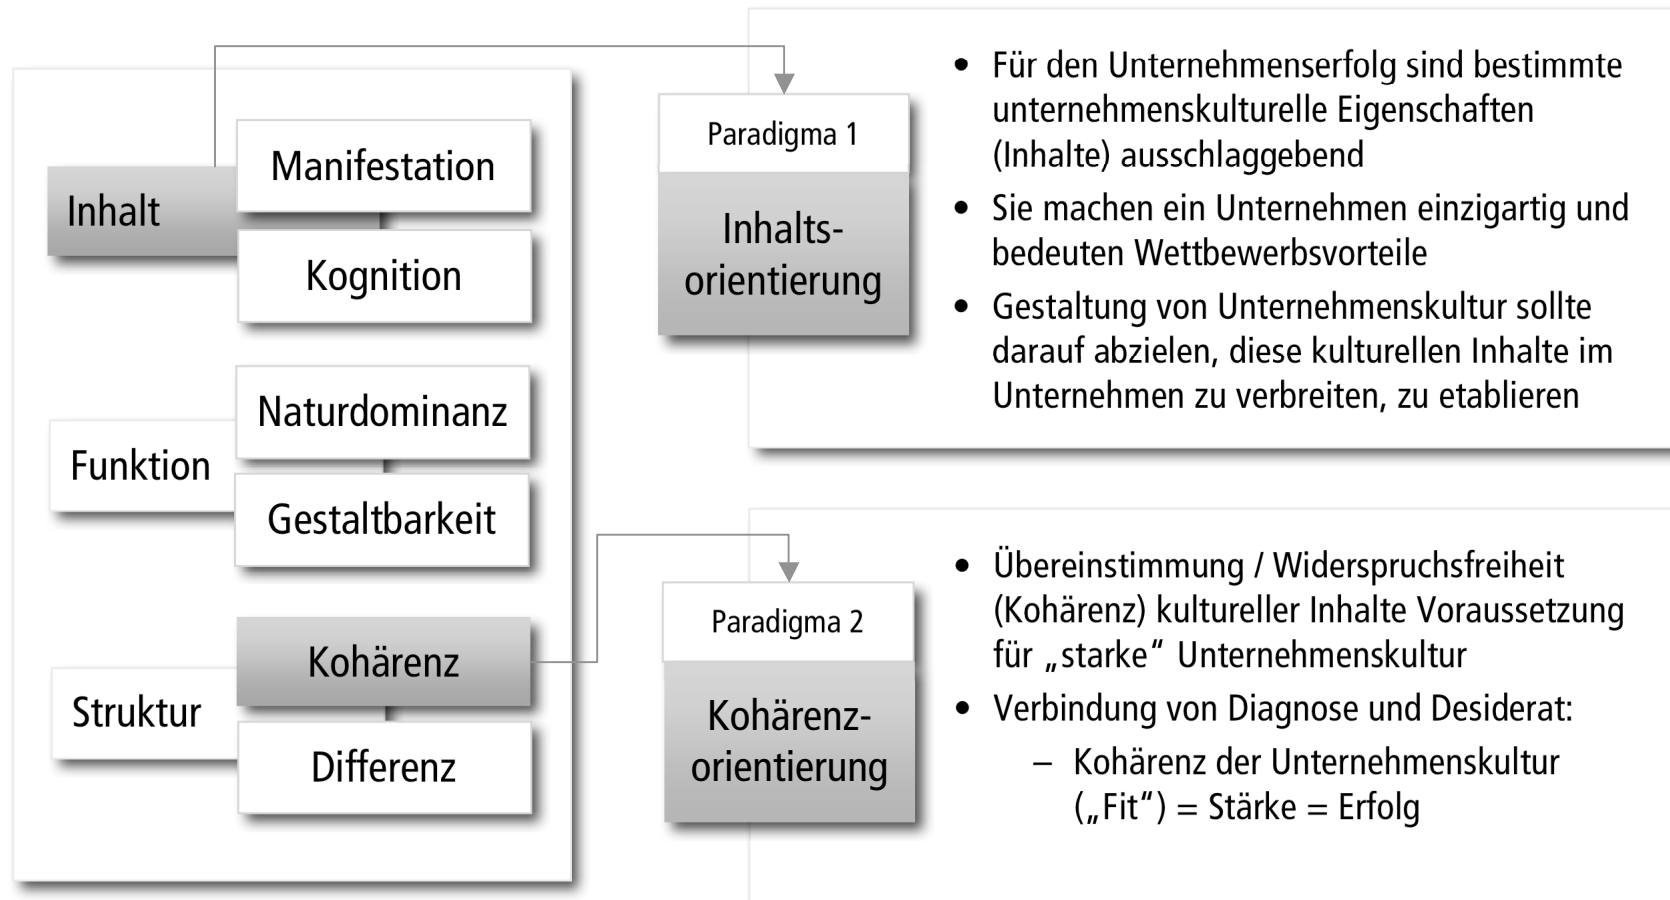 Inhalt
Manifestation
Kognition
Funktion
Naturdominanz
Gestaltbarkeit
Struktur
Kohärenz
Differenz
Paradigma 1
Inhalts-
orientierung
• Für den Unternehmenserfolg sind bestimmte
unternehmenskulturelle Eigenschaften
(Inhalte) ausschlaggebend
• Sie machen ein Unternehmen einzigartig und
bedeuten Wettbewerbsvorteile
• Gestaltung von Unternehmenskultur sollte
darauf abzielen, diese kulturellen Inhalte im
Unternehmen zu verbreiten, zu etablieren
Paradigma 2
Kohärenz-
orientierung
• Übereinstimmung / Widerspruchsfreiheit
(Kohärenz) kultureller Inhalte Voraussetzung
für „starke“ Unternehmenskultur
• Verbindung von Diagnose und Desiderat:
– Kohärenz der Unternehmenskultur
(„Fit“) = Stärke = Erfolg